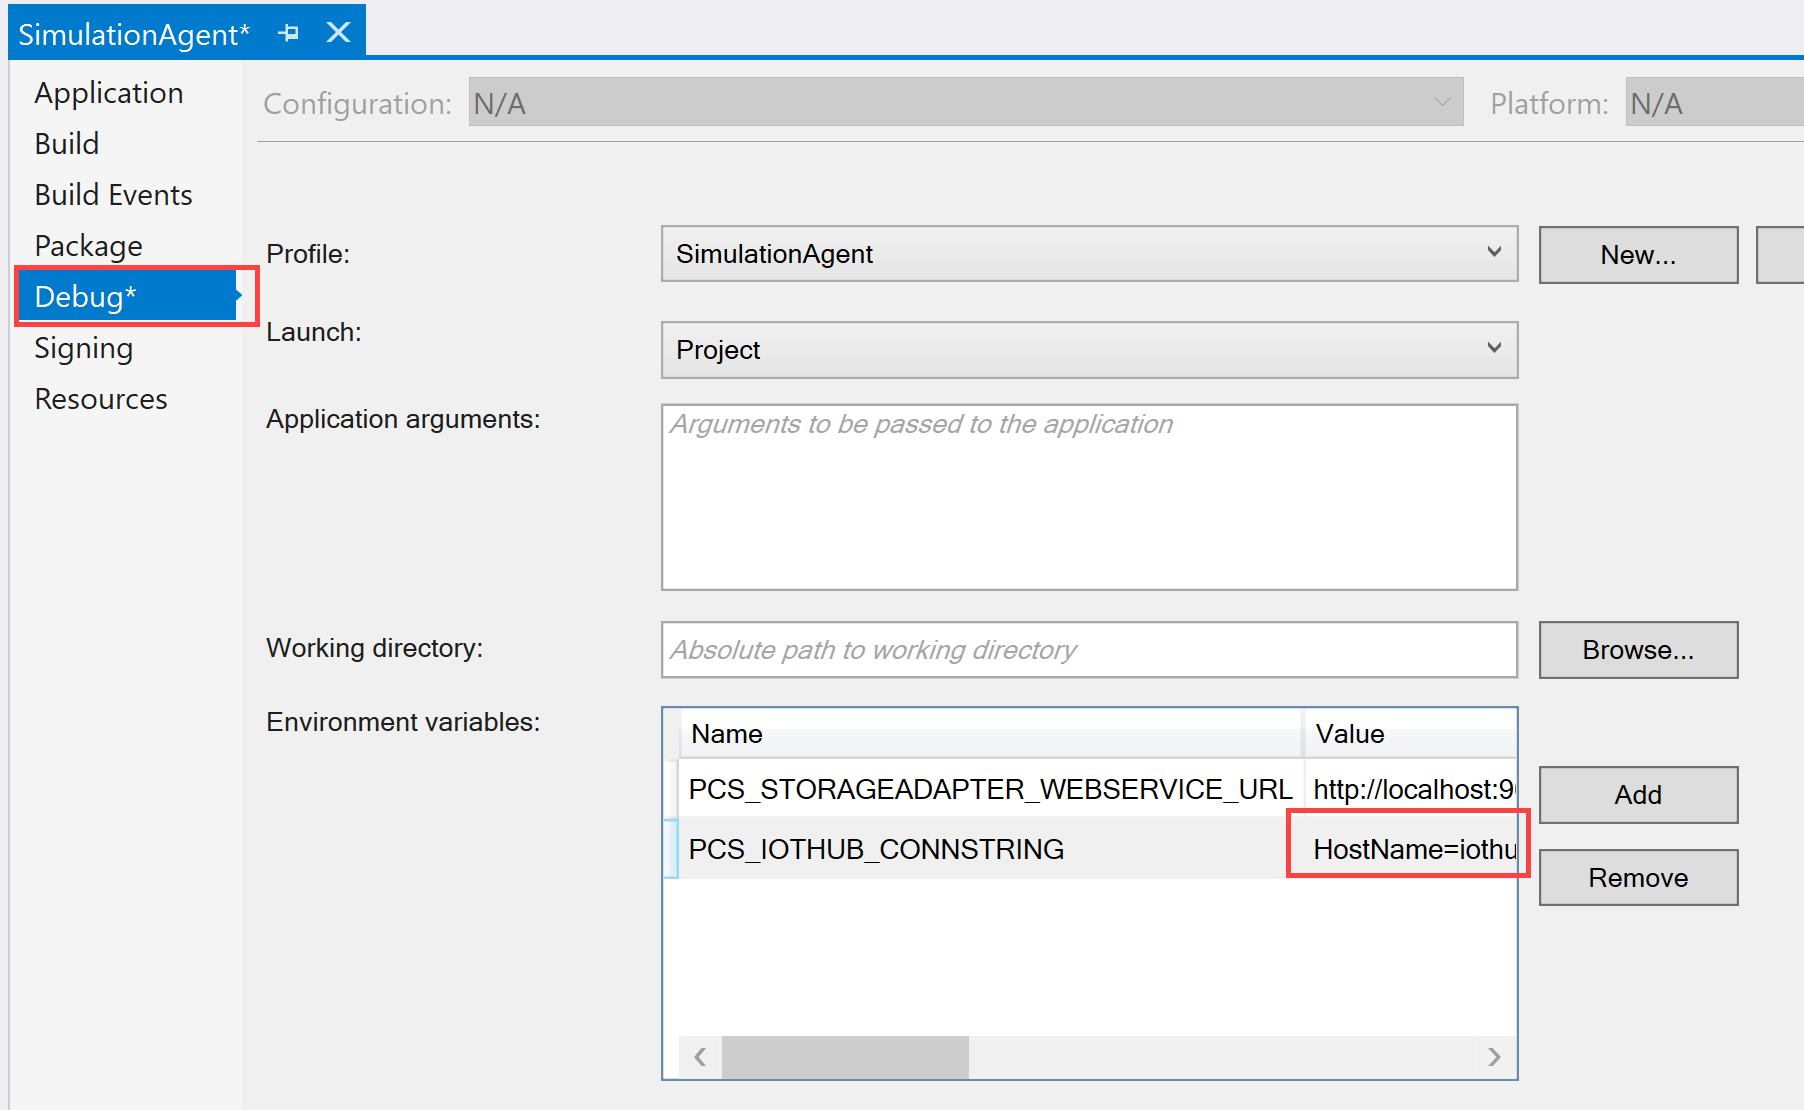 SimulationAgent*
Application
Build
Build Events
Package
Debug*
Signing
Resources
Configuration: N/A Platform: N/A
Profile: SimulationAgent New...
Launch: Project
Application arguments: Arguments to be passed to the application
Working directory: Absolute path to working directory Browse...
Environment variables:
Name Value
PCS_STORAGEADAPTER_WEBSERVICE_URL http://localhost:9
PCS_IOTHUB_CONNSTRING HostName=iothu
Add
Remove